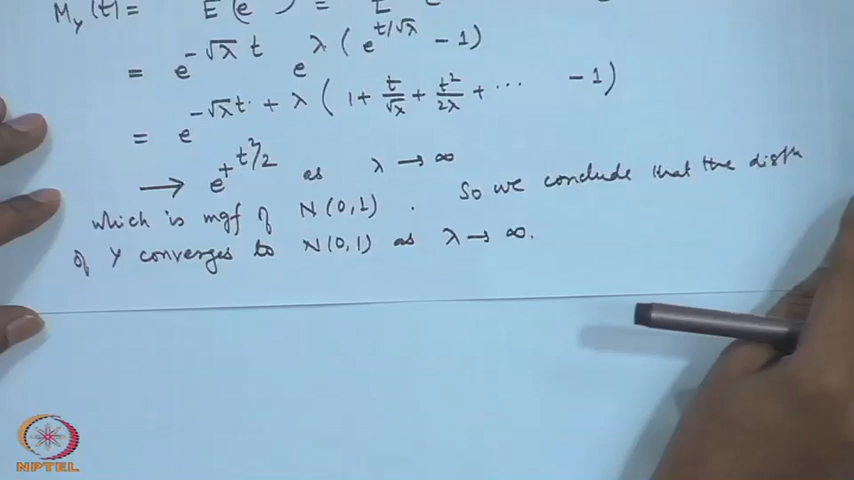 M_Y(t) = E(e ) = E e
= e^{-√λ t} e^{λ(e^{t/√λ} - 1)}
= e^{-√λ t + λ(1 + t/√λ + t²/2λ + ⋯ - 1)}
→ e^{+t²/2} as λ → ∞
which is mgf of N(0,1). So we conclude that the distn
of Y converges to N(0,1) as λ → ∞.
NPTEL